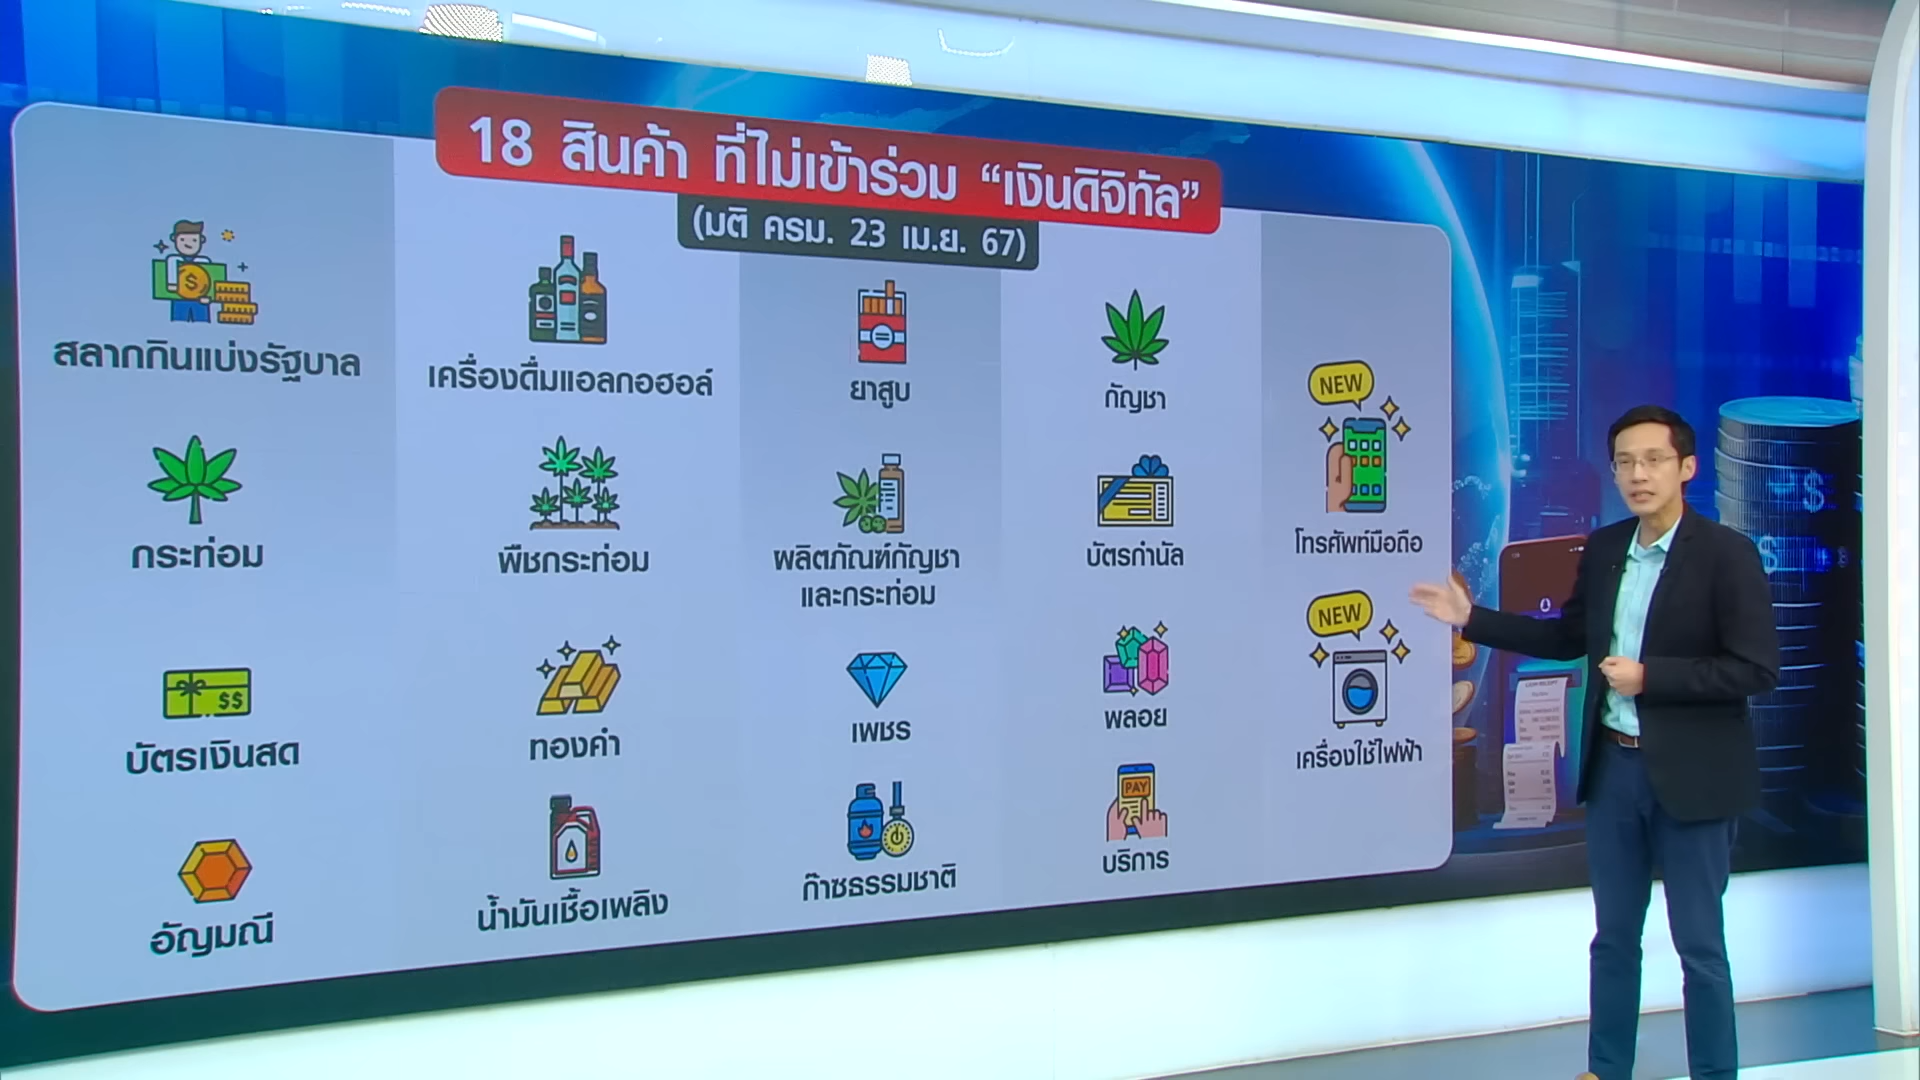 18 สินค้า ที่ไม่เข้าร่วม “เงินดิจิทัล”
(มติ ครม. 23 เม.ย. 67)
สลากกินแบ่งรัฐบาล
เครื่องดื่มแอลกอฮอล์
ยาสูบ
กัญชา
กระท่อม
พืชกระท่อม
ผลิตภัณฑ์กัญชา
และกระท่อม
บัตรกำนัล
NEW
โทรศัพท์มือถือ
$$
บัตรเงินสด
ทองคำ
เพชร
พลอย
NEW
เครื่องใช้ไฟฟ้า
อัญมณี
น้ำมันเชื้อเพลิง
ก๊าซธรรมชาติ
PAY
บริการ